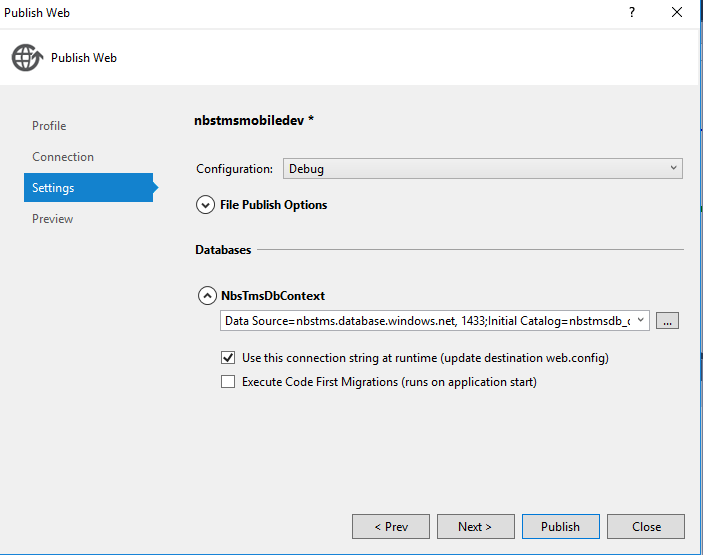 Publish Web
?
Publish Web
Profile
Connection
Settings
Preview
nbstmsmobiledev *
Configuration: Debug
File Publish Options
Databases
NbsTmsDbContext
Data Source=nbstms.database.windows.net, 1433;Initial Catalog=nbstmsdb_
...
Use this connection string at runtime (update destination web.config)
Execute Code First Migrations (runs on application start)
< Prev
Next >
Publish
Close